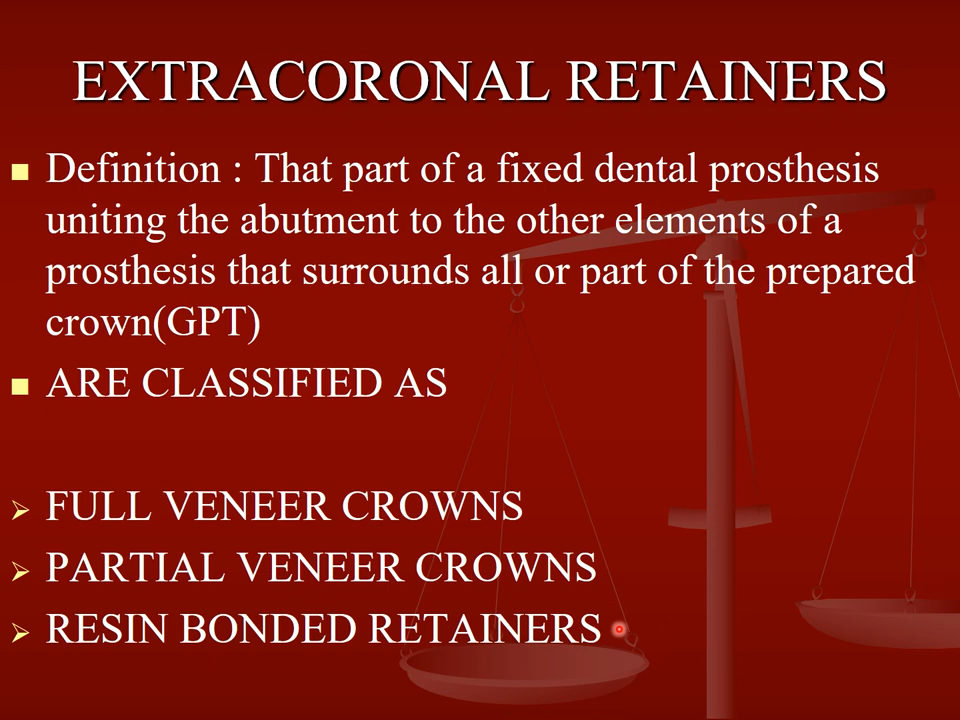 EXTRACORONAL RETAINERS
Definition : That part of a fixed dental prosthesis
uniting the abutment to the other elements of a
prosthesis that surrounds all or part of the prepared
crown(GPT)
ARE CLASSIFIED AS
FULL VENEER CROWNS
PARTIAL VENEER CROWNS
RESIN BONDED RETAINERS